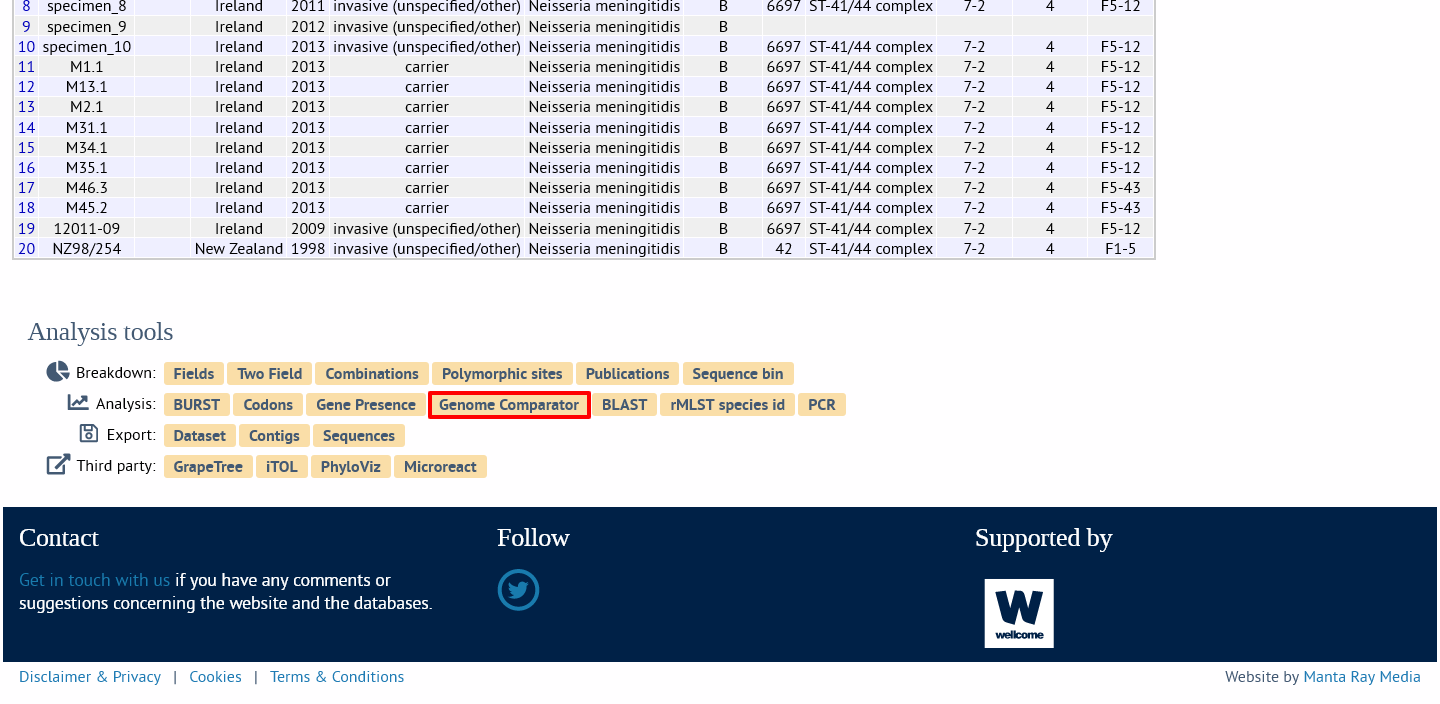 8 specimen_8 Ireland 2011 invasive (unspecified/other) Neisseria meningitidis B 6697 ST-41/44 complex 7-2 4 F5-12
9 specimen_9 Ireland 2012 invasive (unspecified/other) Neisseria meningitidis B
10 specimen_10 Ireland 2013 invasive (unspecified/other) Neisseria meningitidis B 6697 ST-41/44 complex 7-2 4 F5-12
11 M1.1 Ireland 2013 carrier Neisseria meningitidis B 6697 ST-41/44 complex 7-2 4 F5-12
12 M13.1 Ireland 2013 carrier Neisseria meningitidis B 6697 ST-41/44 complex 7-2 4 F5-12
13 M2.1 Ireland 2013 carrier Neisseria meningitidis B 6697 ST-41/44 complex 7-2 4 F5-12
14 M31.1 Ireland 2013 carrier Neisseria meningitidis B 6697 ST-41/44 complex 7-2 4 F5-12
15 M34.1 Ireland 2013 carrier Neisseria meningitidis B 6697 ST-41/44 complex 7-2 4 F5-12
16 M35.1 Ireland 2013 carrier Neisseria meningitidis B 6697 ST-41/44 complex 7-2 4 F5-12
17 M46.3 Ireland 2013 carrier Neisseria meningitidis B 6697 ST-41/44 complex 7-2 4 F5-43
18 M45.2 Ireland 2013 carrier Neisseria meningitidis B 6697 ST-41/44 complex 7-2 4 F5-43
19 12011-09 Ireland 2009 invasive (unspecified/other) Neisseria meningitidis B 6697 ST-41/44 complex 7-2 4 F5-12
20 NZ98/254 New Zealand 1998 invasive (unspecified/other) Neisseria meningitidis B 42 ST-41/44 complex 7-2 4 F1-5
Analysis tools
Breakdown: Fields Two Field Combinations Polymorphic sites Publications Sequence bin
Analysis: BURST Codons Gene Presence Genome Comparator BLAST rMLST species id PCR
Export: Dataset Contigs Sequences
Third party: GrapeTree iTOL PhyloViz Microreact
Contact
Get in touch with us if you have any comments or
suggestions concerning the website and the databases.
Follow
Supported by
W
wellcome
Disclaimer & Privacy | Cookies | Terms & Conditions
Website by Manta Ray Media